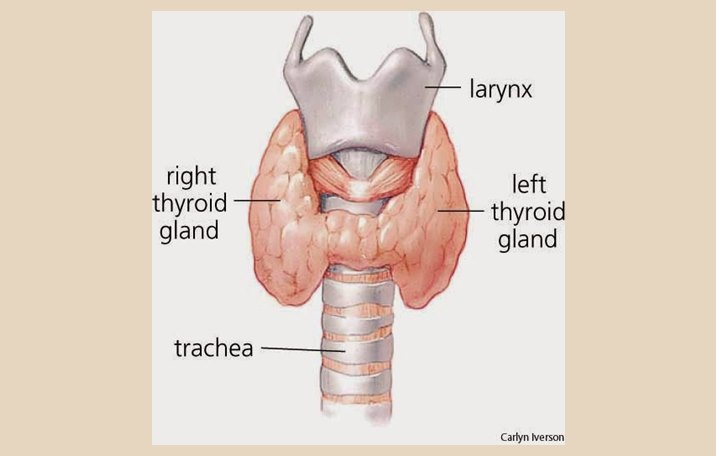 larynx
right
thyroid
gland
left
thyroid
gland
trachea
Carlyn Iverson